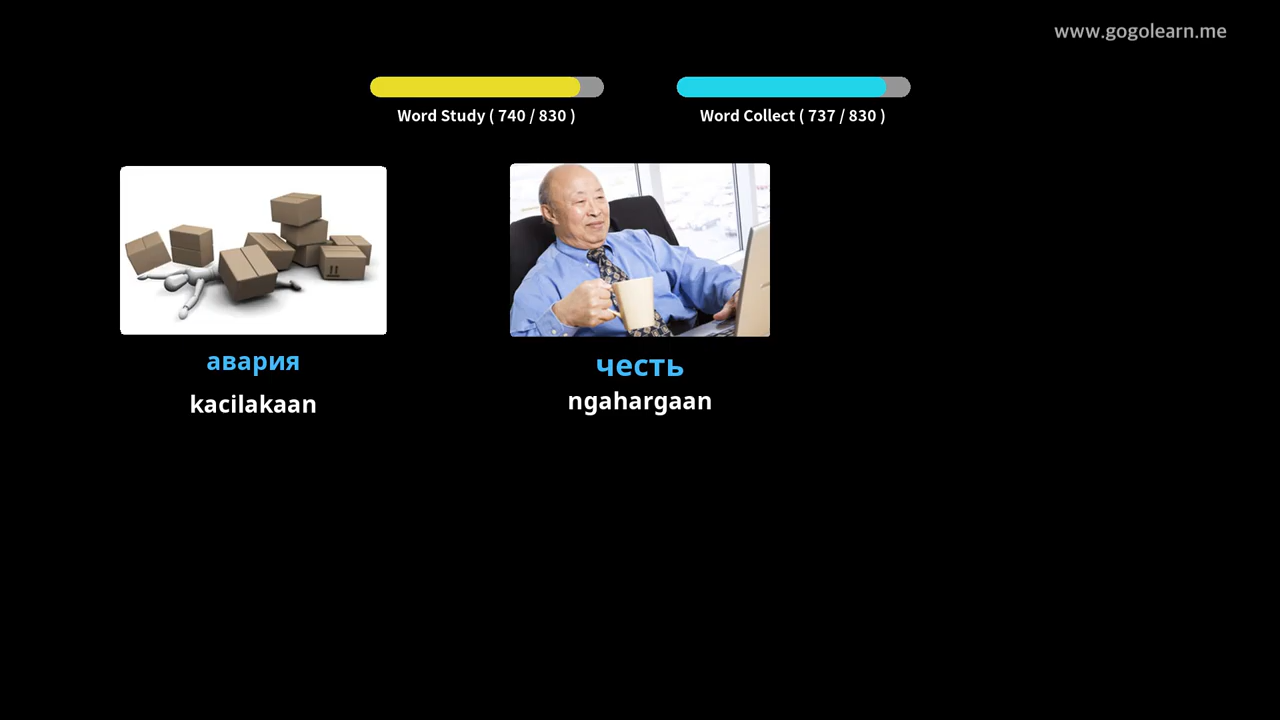 www.gogolearn.me
Word Study ( 740 / 830 )
Word Collect ( 737 / 830 )
авария
kacilakaan
честь
ngahargaan